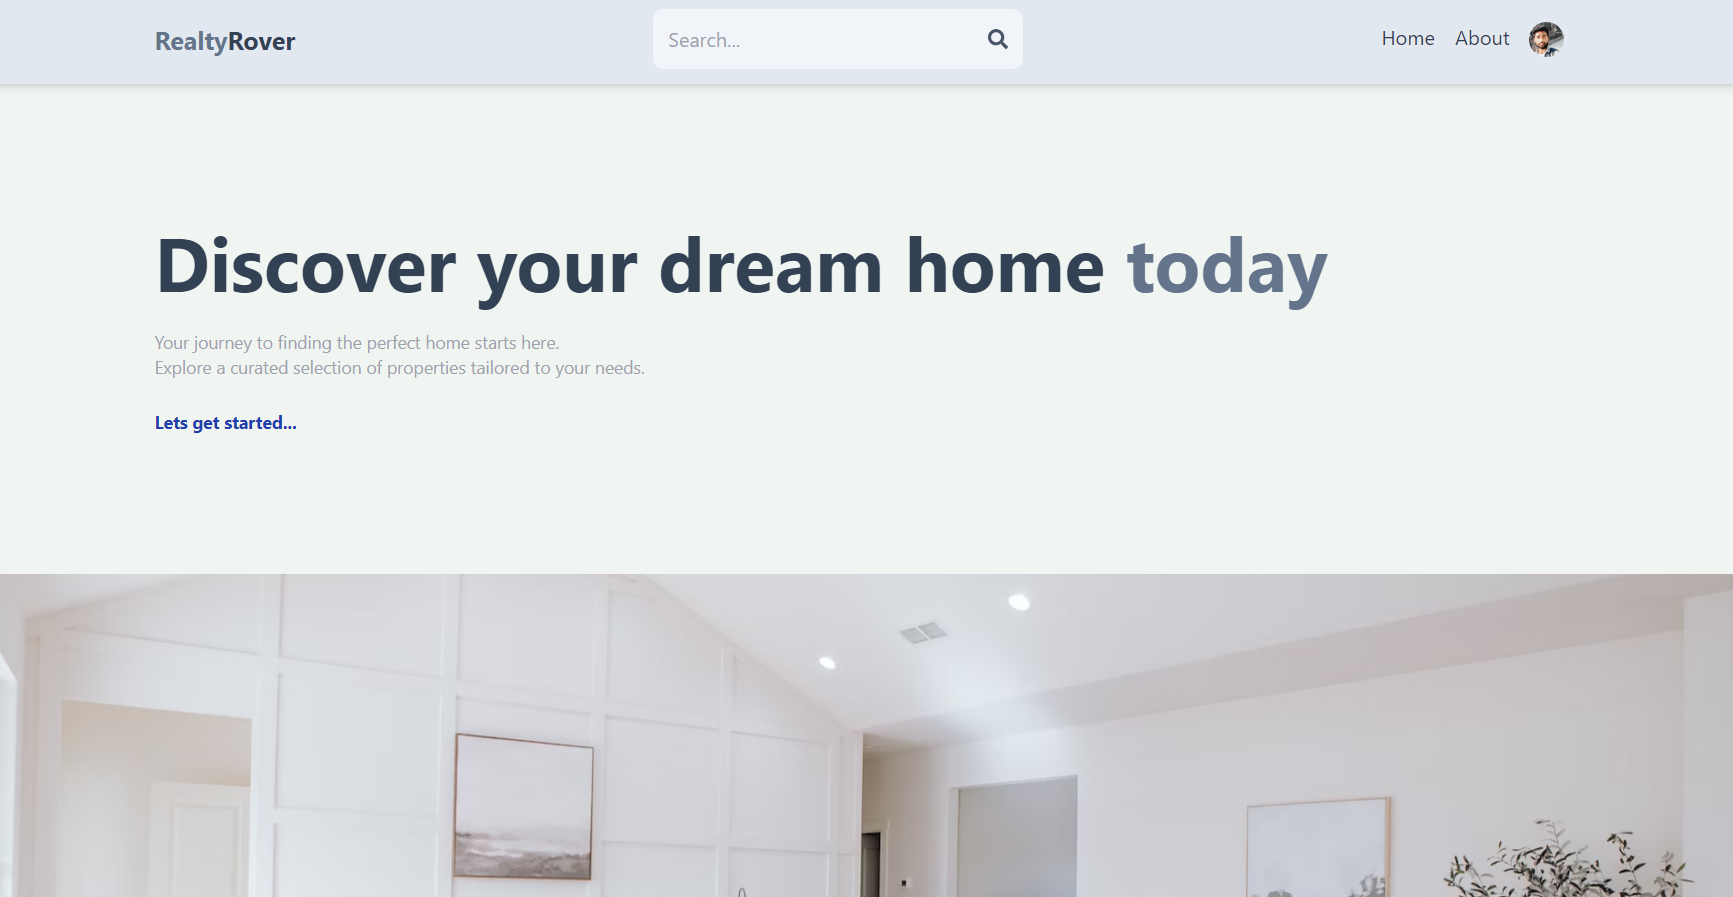 RealtyRover
Search...
Home
About
Discover your dream home today
Your journey to finding the perfect home starts here.
Explore a curated selection of properties tailored to your needs.
Lets get started...